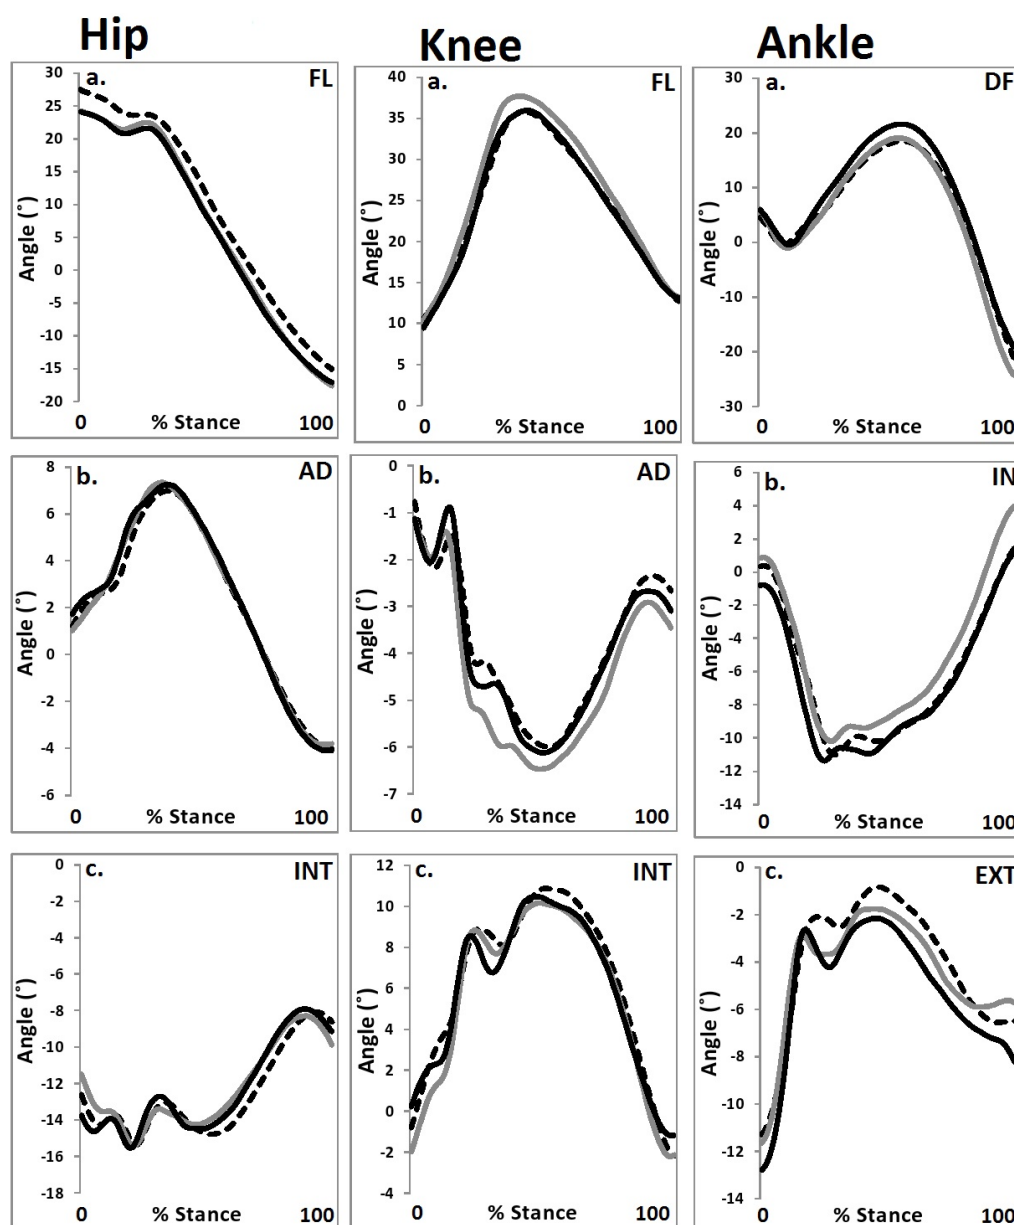 Hip
Knee
Ankle
a.
FL
30
25
20
15
10
5
0
-5
-10
-15
-20
Angle (˚)
0
% Stance
100
a.
FL
40
35
30
25
20
15
10
5
0
Angle (˚)
0
% Stance
100
a.
DF
30
20
10
0
-10
-20
-30
Angle (˚)
0
% Stance
100
b.
AD
8
6
4
2
0
-2
-4
-6
Angle (˚)
0
% Stance
100
b.
AD
0
-1
-2
-3
-4
-5
-6
-7
Angle (˚)
0
% Stance
100
b.
IN
6
4
2
0
-2
-4
-6
-8
-10
-12
-14
Angle (˚)
0
% Stance
100
c.
INT
0
-2
-4
-6
-8
-10
-12
-14
-16
-18
Angle (˚)
0
% Stance
100
c.
INT
12
10
8
6
4
2
0
-2
-4
Angle (˚)
0
% Stance
100
c.
EXT
0
-2
-4
-6
-8
-10
-12
-14
Angle (˚)
0
% Stance
100